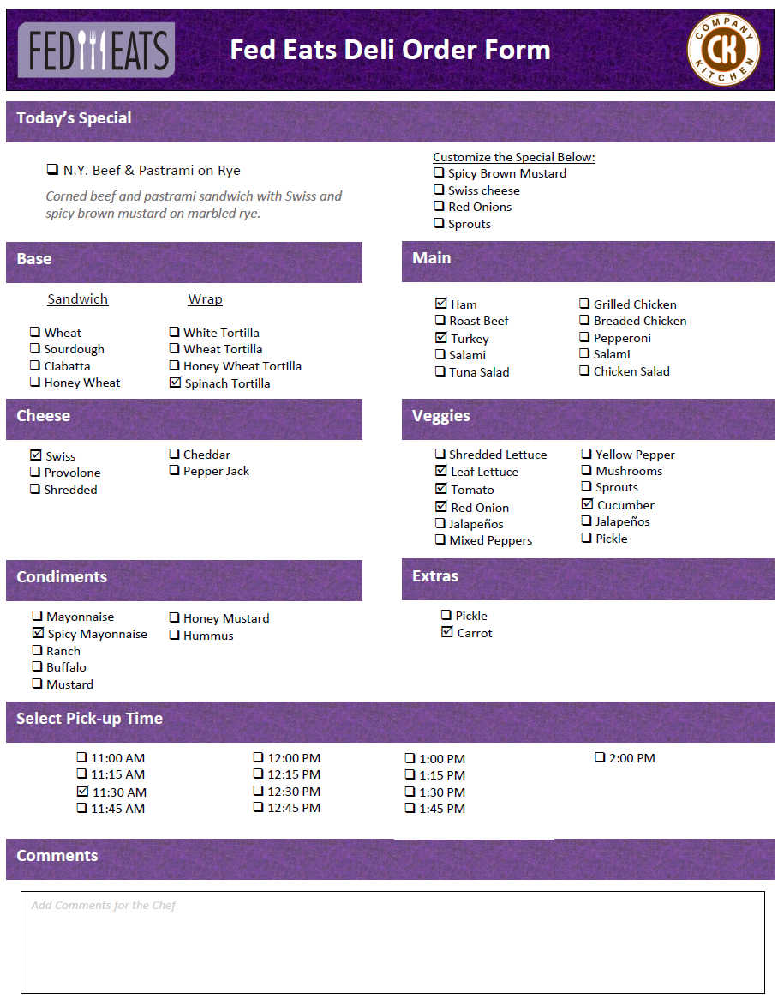 FED EATS
Fed Eats Deli Order Form
COMPANY KITCHEN
CK
Today's Special
❑ N.Y. Beef & Pastrami on Rye
Corned beef and pastrami sandwich with Swiss and
spicy brown mustard on marbled rye.
Customize the Special Below:
❑ Spicy Brown Mustard
❑ Swiss cheese
❑ Red Onions
❑ Sprouts
Base
Sandwich
❑ Wheat
❑ Sourdough
❑ Ciabatta
❑ Honey Wheat
Wrap
❑ White Tortilla
❑ Wheat Tortilla
❑ Honey Wheat Tortilla
☑ Spinach Tortilla
Main
☑ Ham
❑ Roast Beef
☑ Turkey
❑ Salami
❑ Tuna Salad
❑ Grilled Chicken
❑ Breaded Chicken
❑ Pepperoni
❑ Salami
❑ Chicken Salad
Cheese
☑ Swiss
❑ Provolone
❑ Shredded
❑ Cheddar
❑ Pepper Jack
Veggies
❑ Shredded Lettuce
☑ Leaf Lettuce
☑ Tomato
☑ Red Onion
❑ Jalapeños
❑ Mixed Peppers
❑ Yellow Pepper
❑ Mushrooms
❑ Sprouts
☑ Cucumber
❑ Jalapeños
❑ Pickle
Condiments
❑ Mayonnaise
☑ Spicy Mayonnaise
❑ Ranch
❑ Buffalo
❑ Mustard
❑ Honey Mustard
❑ Hummus
Extras
❑ Pickle
☑ Carrot
Select Pick-up Time
❑ 11:00 AM
❑ 11:15 AM
☑ 11:30 AM
❑ 11:45 AM
❑ 12:00 PM
❑ 12:15 PM
❑ 12:30 PM
❑ 12:45 PM
❑ 1:00 PM
❑ 1:15 PM
❑ 1:30 PM
❑ 1:45 PM
❑ 2:00 PM
Comments
Add Comments for the Chef